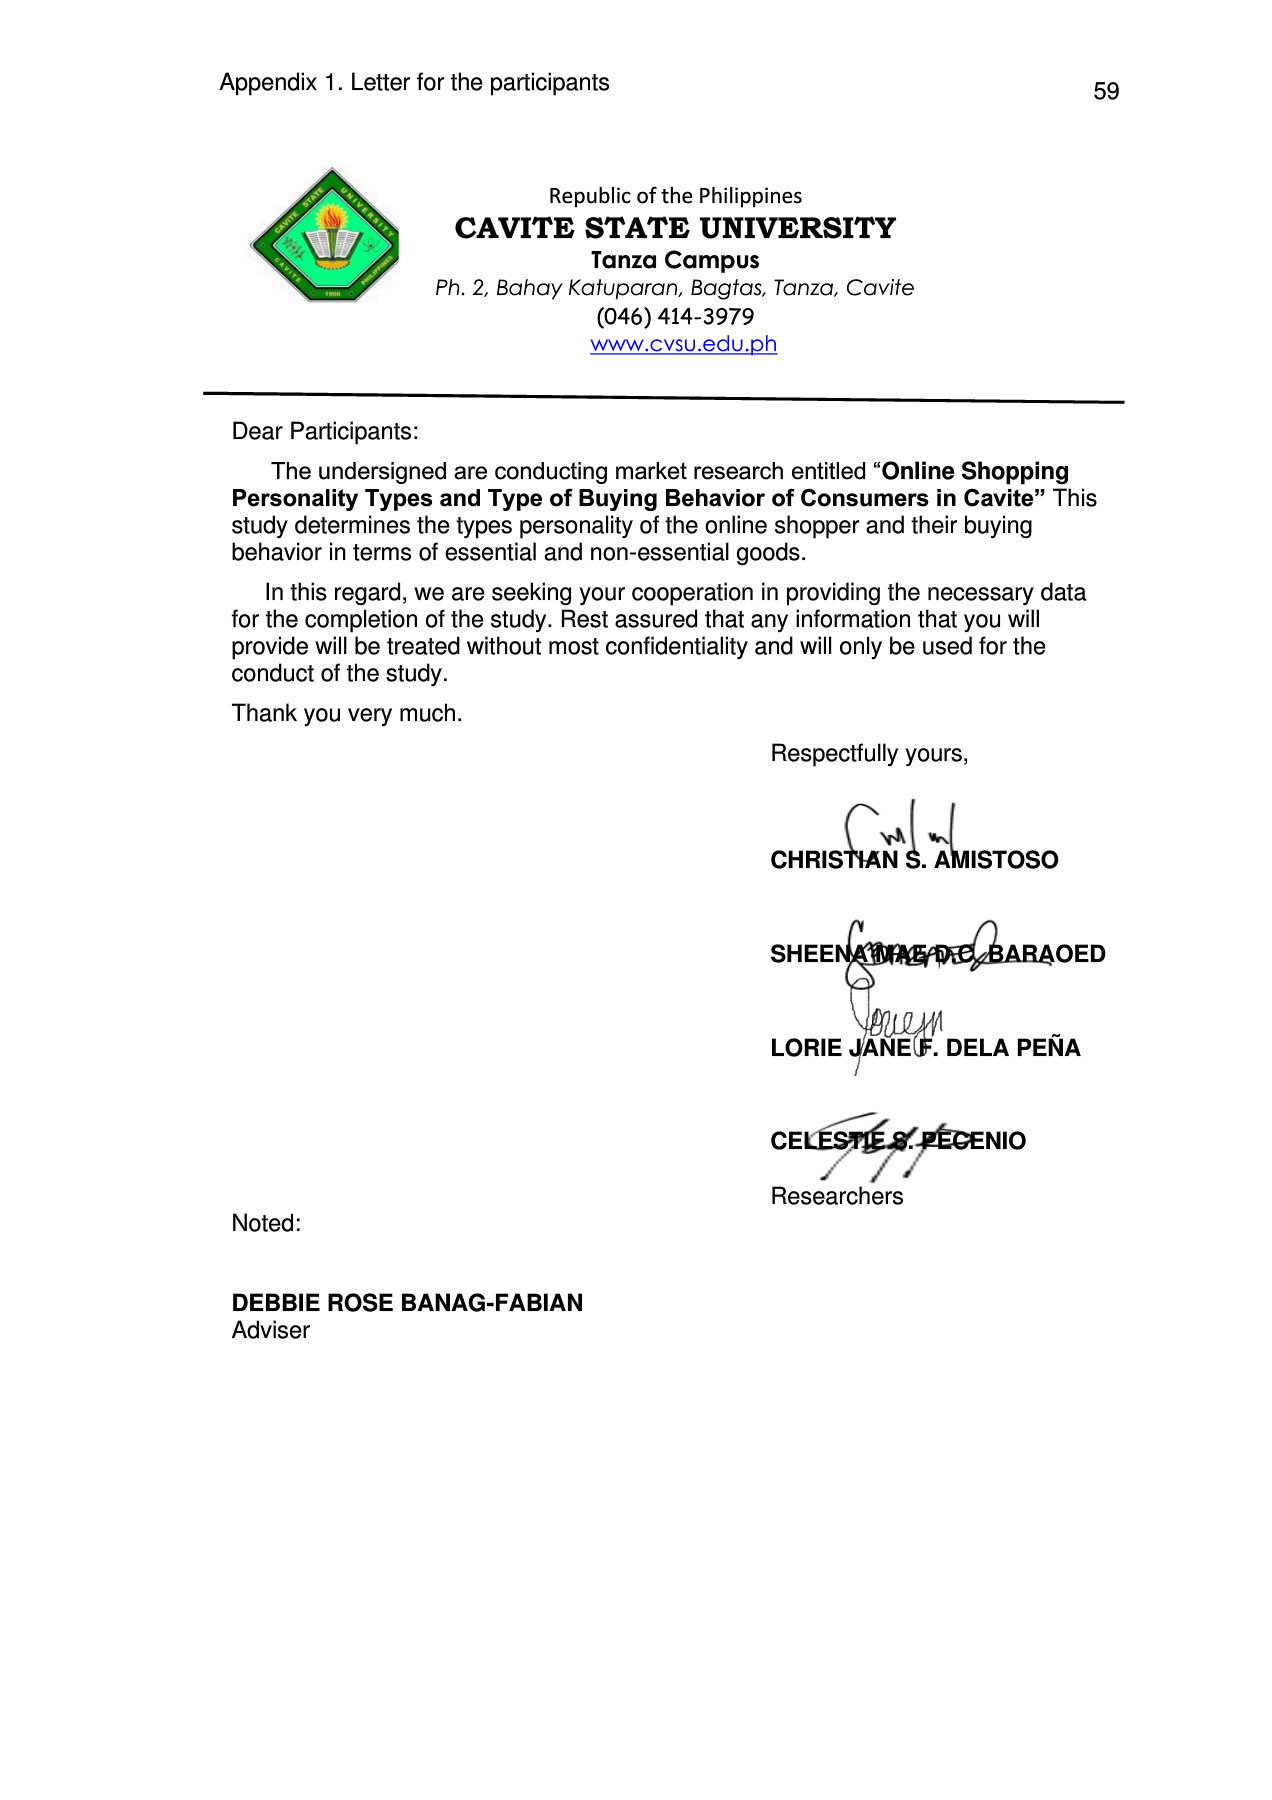 Appendix 1. Letter for the participants
59
CAVITE STATE UNIVERSITY
CAVITE PHILIPPINES
1906
Republic of the Philippines
CAVITE STATE UNIVERSITY
Tanza Campus
Ph. 2, Bahay Katuparan, Bagtas, Tanza, Cavite
(046) 414-3979
www.cvsu.edu.ph
Dear Participants:
The undersigned are conducting market research entitled “Online Shopping
Personality Types and Type of Buying Behavior of Consumers in Cavite” This
study determines the types personality of the online shopper and their buying
behavior in terms of essential and non-essential goods.
In this regard, we are seeking your cooperation in providing the necessary data
for the completion of the study. Rest assured that any information that you will
provide will be treated without most confidentiality and will only be used for the
conduct of the study.
Thank you very much.
Respectfully yours,
CHRISTIAN S. AMISTOSO
SHEENA MAE D.C. BARAOED
LORIE JANE F. DELA PEÑA
CELESTIE S. PECENIO
Researchers
Noted:
DEBBIE ROSE BANAG-FABIAN
Adviser